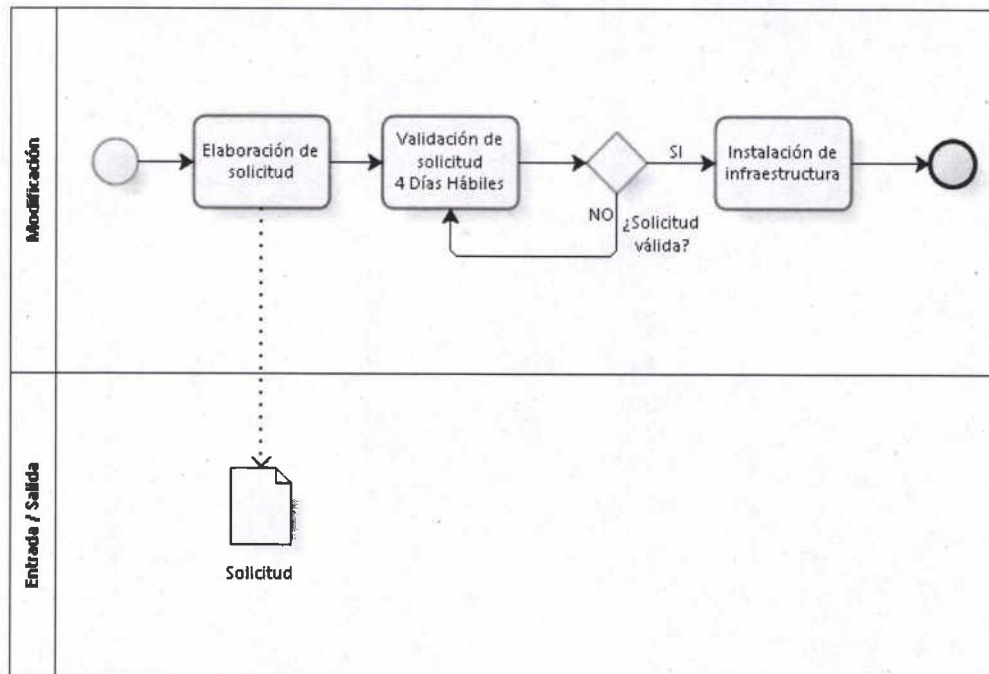 Modificación
Elaboración de
solicitud
Validación de
solicitud
4 Días Hábiles
SI
NO
¿Solicitud
válida?
Instalación de
infraestructura
Entrada / Salida
Solicitud